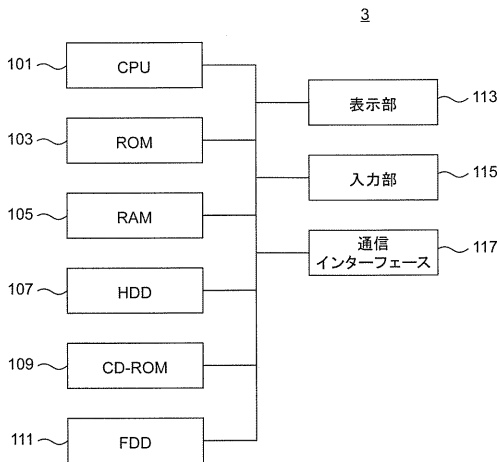 3
101
CPU
103
ROM
105
RAM
107
HDD
109
CD-ROM
111
FDD
表示部
113
入力部
115
通信
インターフェース
117